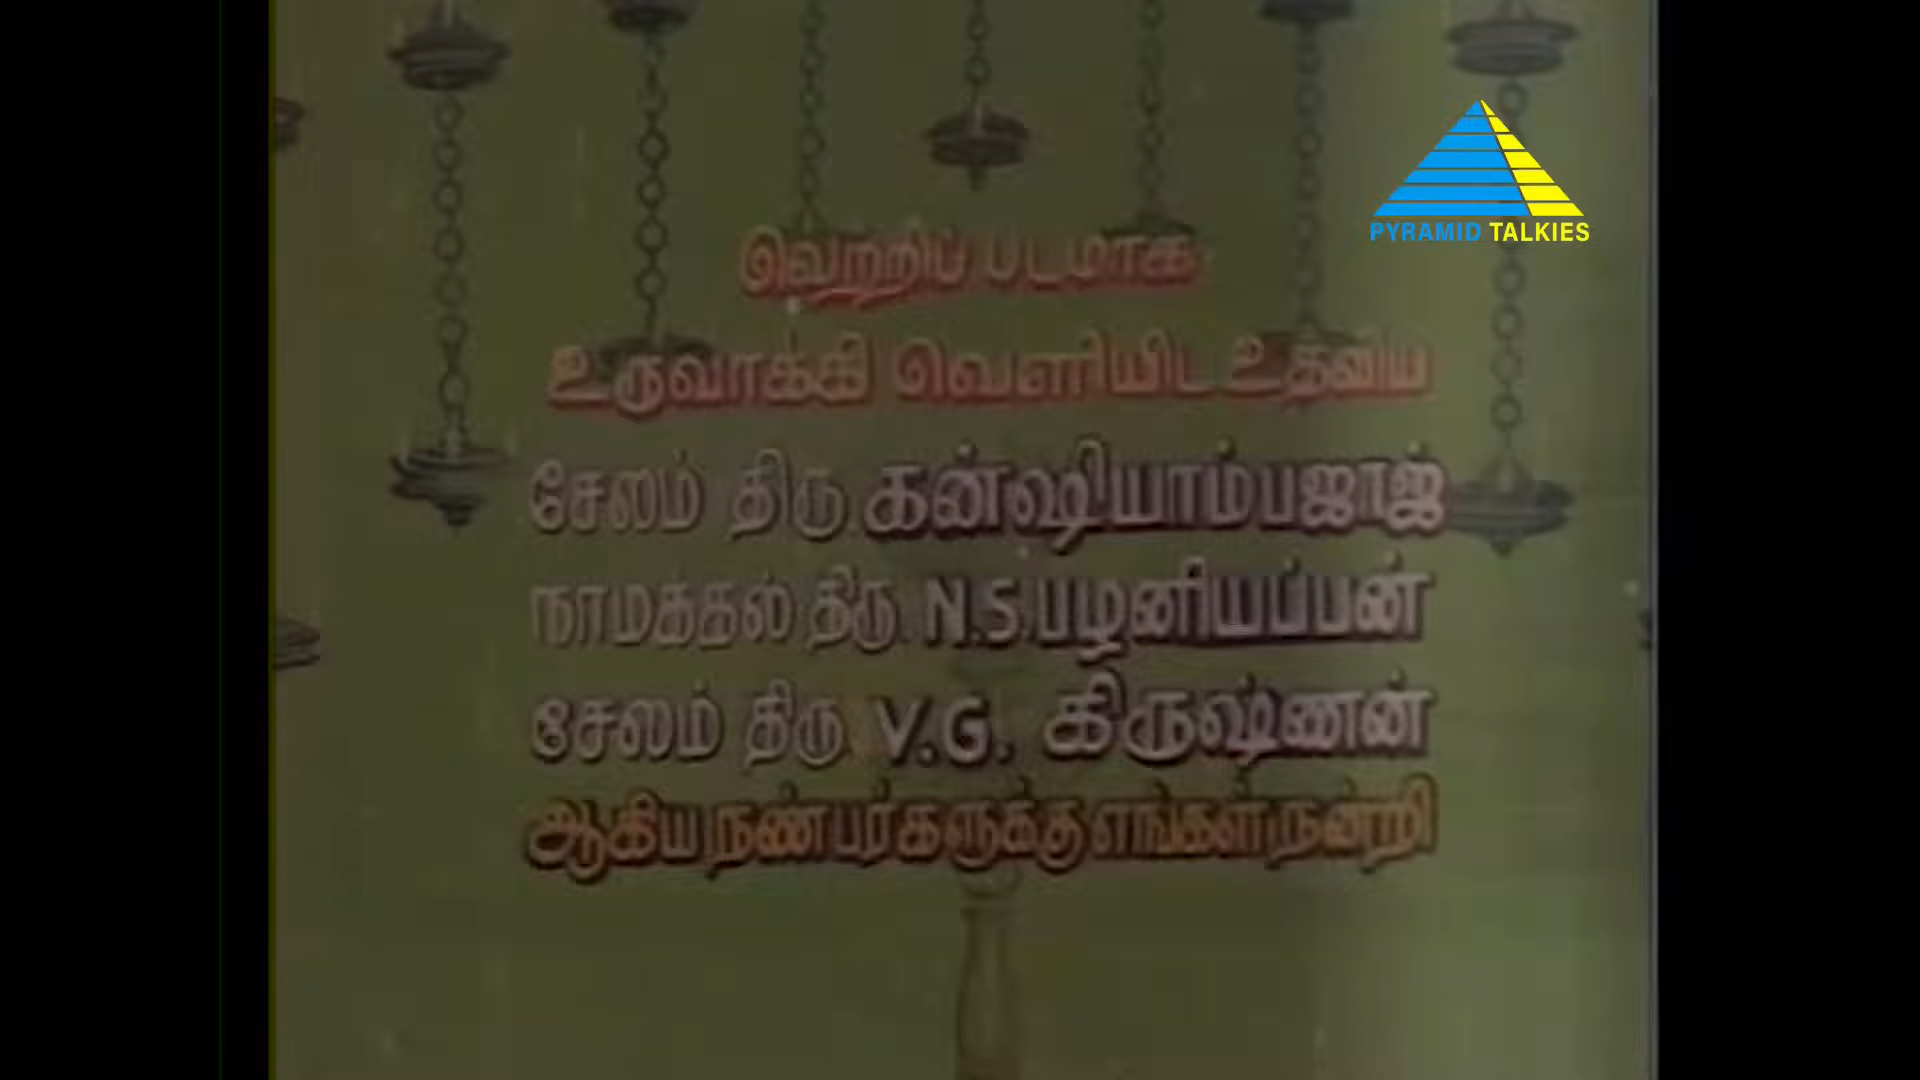 வெற்றிப் படமாக
உருவாக்கி வெளியிட உதவிய
சேலம் திரு கன்ஷியாம்பஜாஜ்
நாமக்கல் திரு. N.S. பழனியப்பன்
சேலம் திரு. V.G. கிருஷ்ணன்
ஆகிய நண்பர்களுக்கு எங்கள் நன்றி
PYRAMID TALKIES